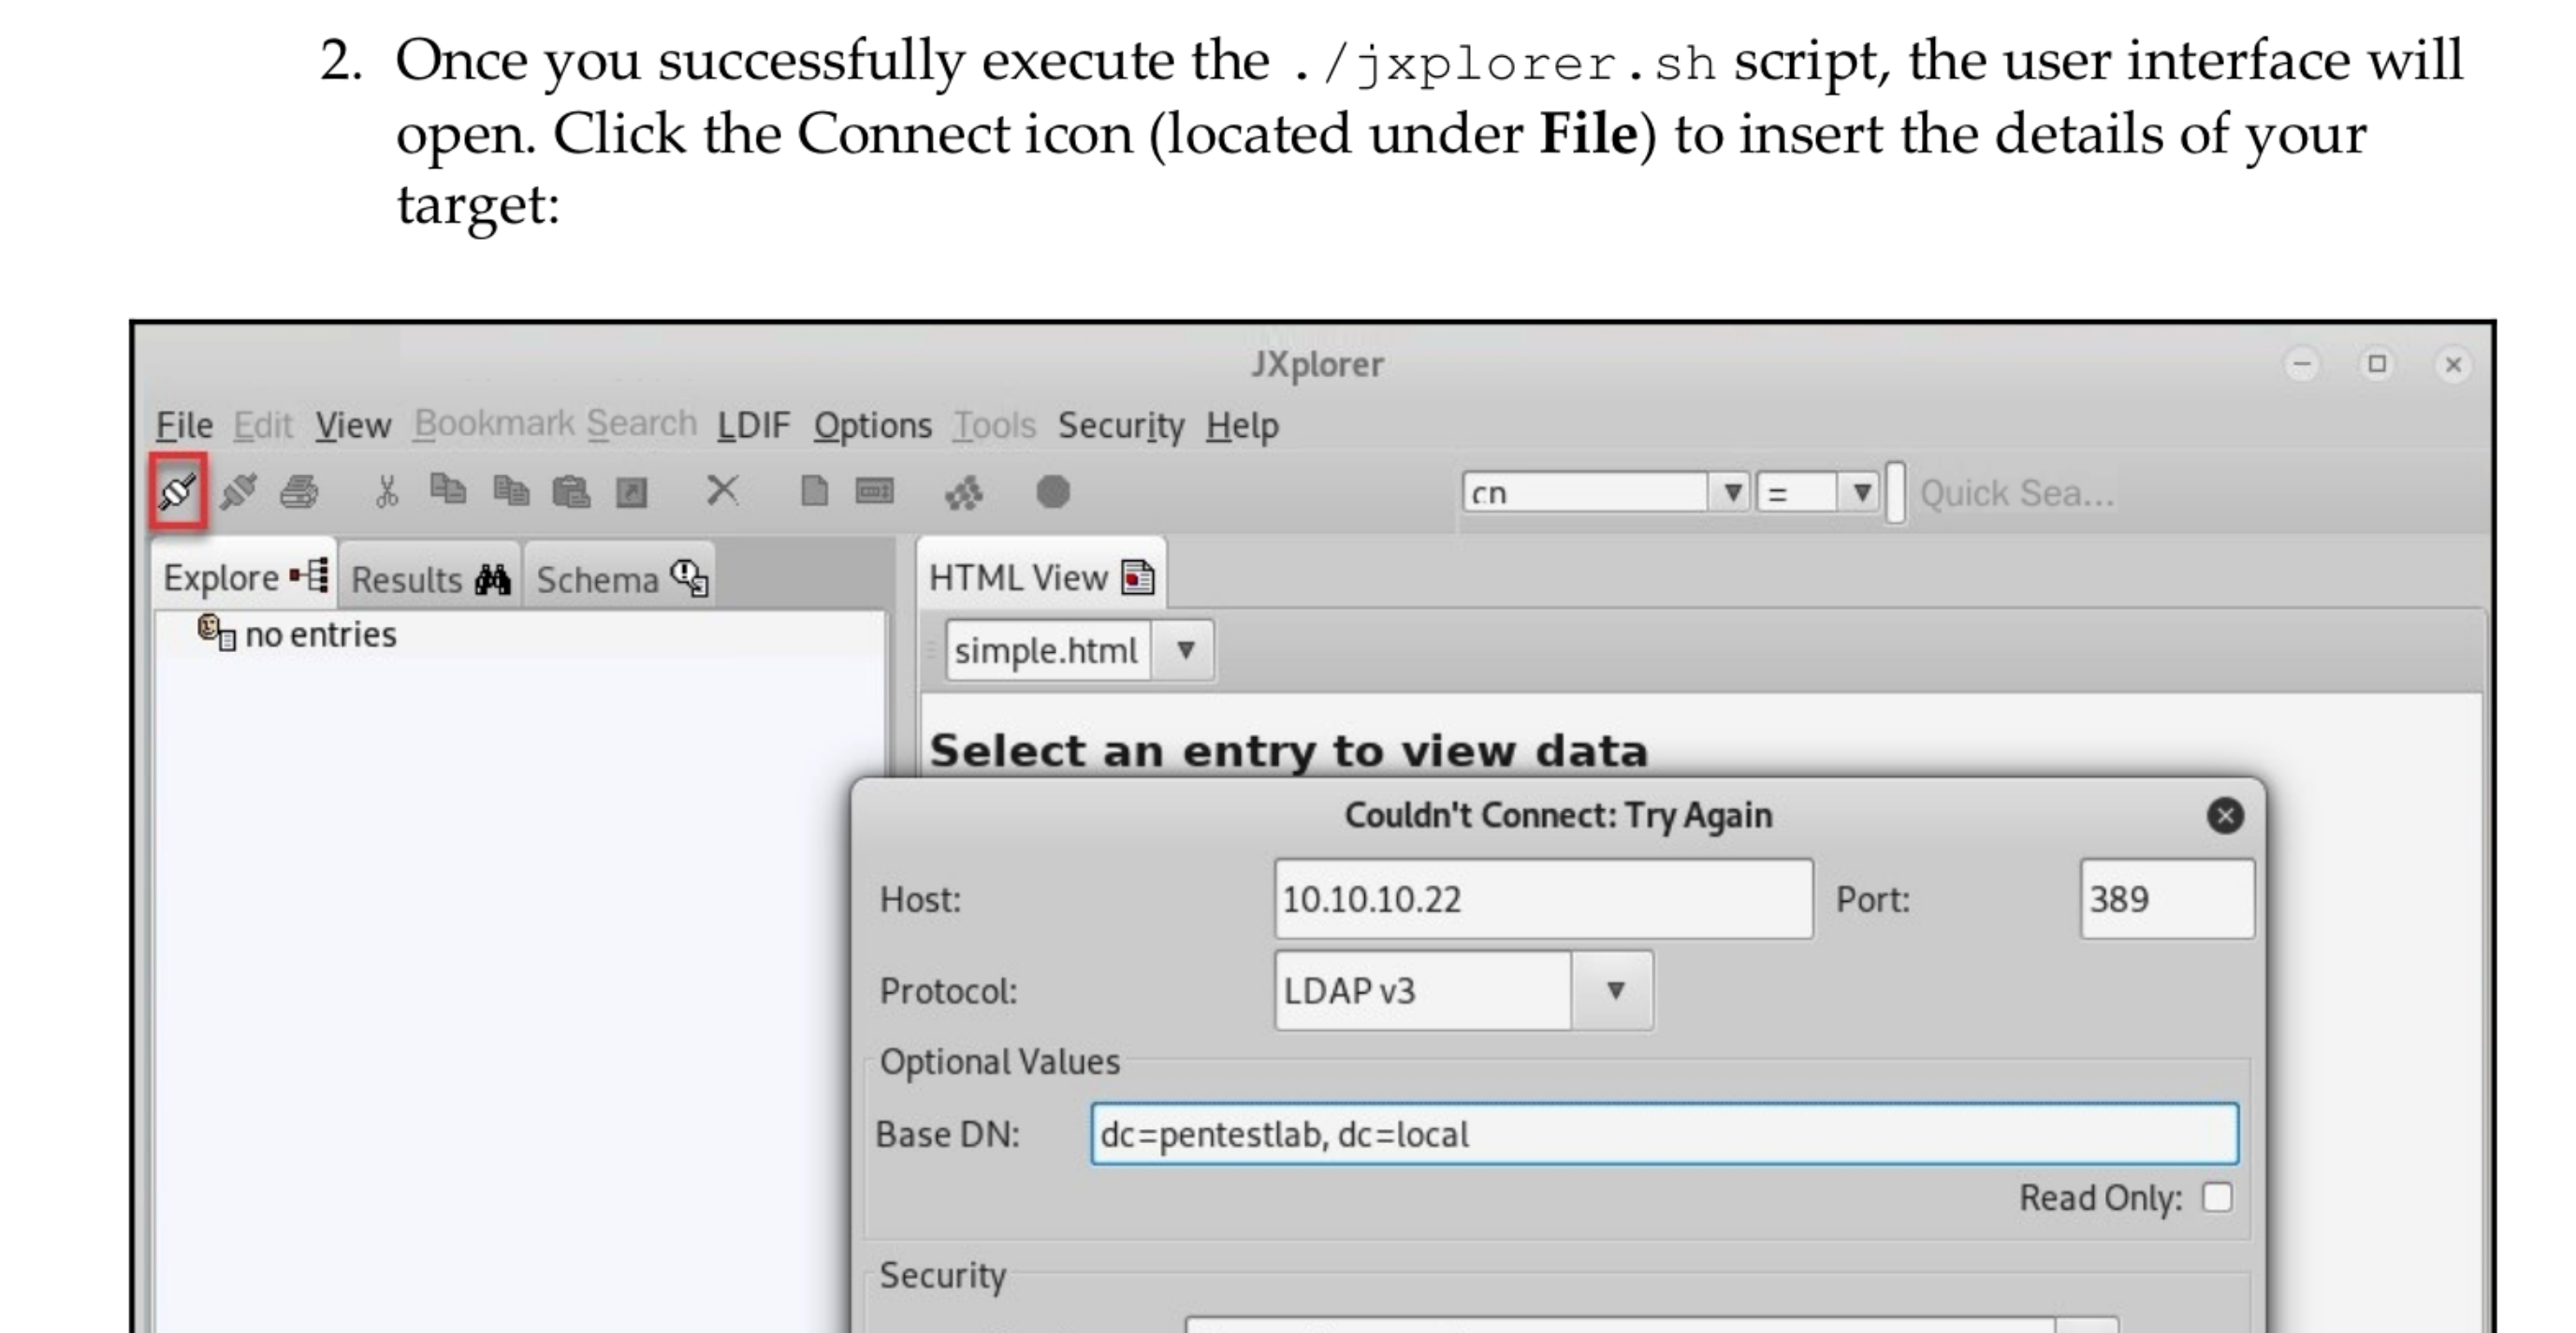 2. Once you successfully execute the ./jxplorer.sh script, the user interface will
open. Click the Connect icon (located under File) to insert the details of your
target:
JXplorer
File Edit View Bookmark Search LDIF Options Tools Security Help
cn = Quick Sea...
Explore Results Schema HTML View
no entries
simple.html
Select an entry to view data
Couldn't Connect: Try Again
Host: 10.10.10.22 Port: 389
Protocol: LDAP v3
Optional Values
Base DN: dc=pentestlab, dc=local
Read Only:
Security